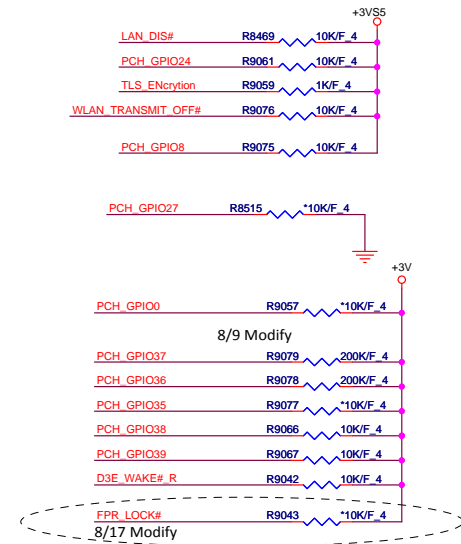 +3VS5
LAN_DIS# R8469 10K/F_4
PCH_GPIO24 R9061 10K/F_4
TLS_ENcrytion R9059 1K/F_4
WLAN_TRANSMIT_OFF# R9076 10K/F_4
PCH_GPIO8 R9075 10K/F_4
PCH_GPIO27 R8515 *10K/F_4
+3V
PCH_GPIO0 R9057 *10K/F_4
8/9 Modify
PCH_GPIO37 R9079 200K/F_4
PCH_GPIO36 R9078 200K/F_4
PCH_GPIO35 R9077 *10K/F_4
PCH_GPIO38 R9066 10K/F_4
PCH_GPIO39 R9067 10K/F_4
D3E_WAKE#_R R9042 10K/F_4
FPR_LOCK# R9043 *10K/F_4
8/17 Modify